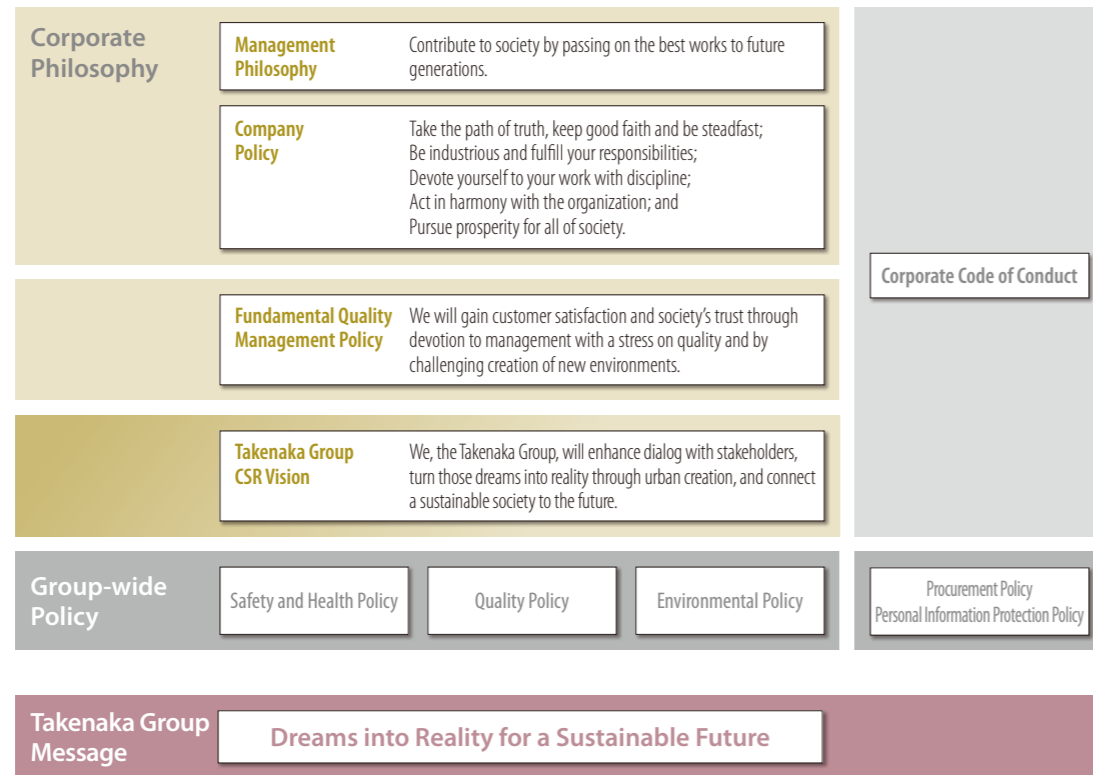 Corporate
Philosophy
Management
Philosophy
Contribute to society by passing on the best works to future
generations.
Company
Policy
Take the path of truth, keep good faith and be steadfast;
Be industrious and fulfill your responsibilities;
Devote yourself to your work with discipline;
Act in harmony with the organization; and
Pursue prosperity for all of society.
Corporate Code of Conduct
Fundamental Quality
Management Policy
We will gain customer satisfaction and society’s trust through
devotion to management with a stress on quality and by
challenging creation of new environments.
Takenaka Group
CSR Vision
We, the Takenaka Group, will enhance dialog with stakeholders,
turn those dreams into reality through urban creation, and connect
a sustainable society to the future.
Group-wide
Policy
Safety and Health Policy
Quality Policy
Environmental Policy
Procurement Policy
Personal Information Protection Policy
Takenaka Group
Message
Dreams into Reality for a Sustainable Future